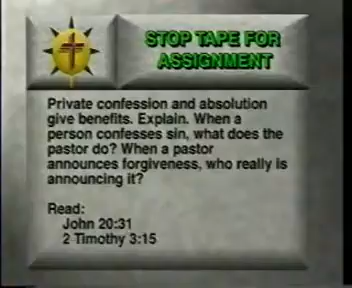 STOP TAPE FOR
ASSIGNMENT
Private confession and absolution
give benefits. Explain. When a
person confesses sin, what does the
pastor do? When a pastor
announces forgiveness, who really is
announcing it?
Read:
John 20:31
2 Timothy 3:15